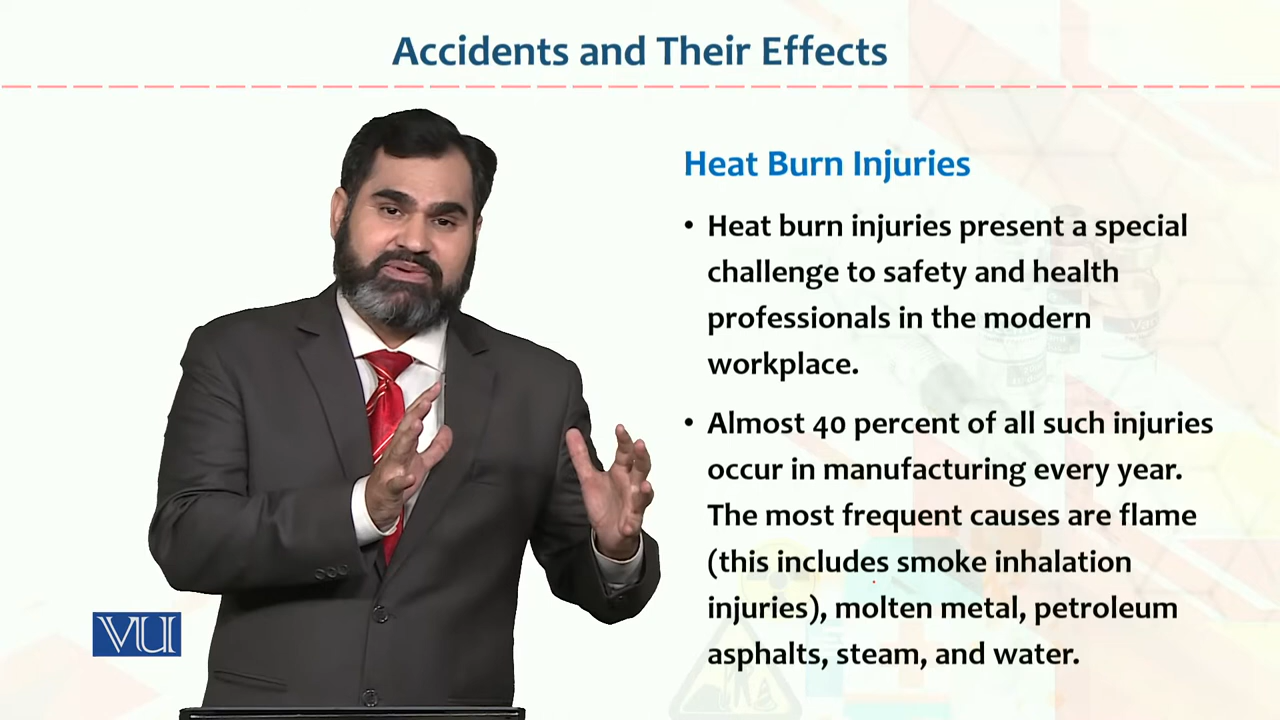 Accidents and Their Effects
Heat Burn Injuries
• Heat burn injuries present a special
challenge to safety and health
professionals in the modern
workplace.
• Almost 40 percent of all such injuries
occur in manufacturing every year.
The most frequent causes are flame
(this includes smoke inhalation
injuries), molten metal, petroleum
asphalts, steam, and water.
VU